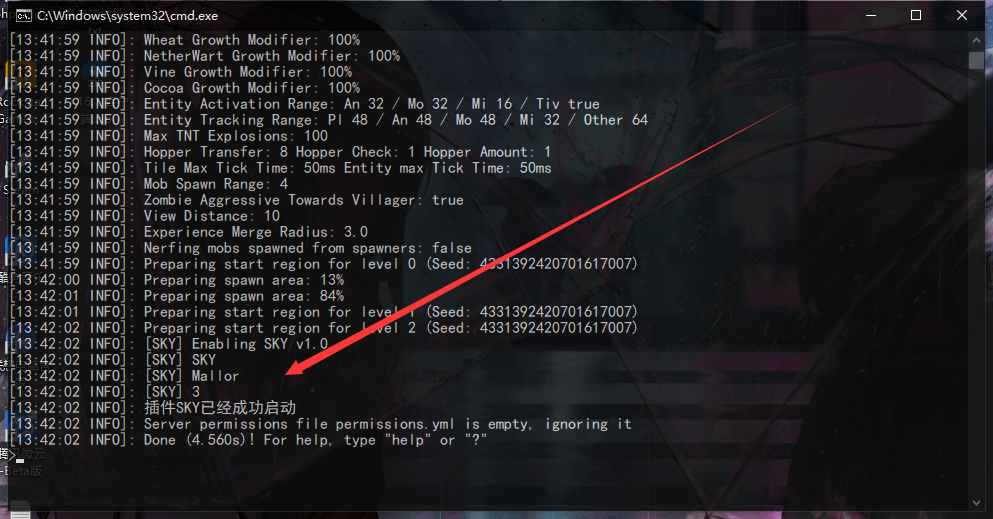 C:\Windows\system32\cmd.exe
[13:41:59 INFO]: Wheat Growth Modifier: 100%
[13:41:59 INFO]: NetherWart Growth Modifier: 100%
[13:41:59 INFO]: Vine Growth Modifier: 100%
[13:41:59 INFO]: Cocoa Growth Modifier: 100%
[13:41:59 INFO]: Entity Activation Range: An 32 / Mo 32 / Mi 16 / Tiv true
[13:41:59 INFO]: Entity Tracking Range: Pl 48 / An 48 / Mo 48 / Mi 32 / Other 64
[13:41:59 INFO]: Max TNT Explosions: 100
[13:41:59 INFO]: Hopper Transfer: 8 Hopper Check: 1 Hopper Amount: 1
[13:41:59 INFO]: Tile Max Tick Time: 50ms Entity max Tick Time: 50ms
[13:41:59 INFO]: Mob Spawn Range: 4
[13:41:59 INFO]: Zombie Aggressive Towards Villager: true
[13:41:59 INFO]: View Distance: 10
[13:41:59 INFO]: Experience Merge Radius: 3.0
[13:41:59 INFO]: Nerfing mobs spawned from spawners: false
[13:41:59 INFO]: Preparing start region for level 0 (Seed: 4331392420701617007)
[13:42:00 INFO]: Preparing spawn area: 13%
[13:42:01 INFO]: Preparing spawn area: 84%
[13:42:01 INFO]: Preparing start region for level 1 (Seed: 4331392420701617007)
[13:42:02 INFO]: Preparing start region for level 2 (Seed: 4331392420701617007)
[13:42:02 INFO]: [SKY] Enabling SKY v1.0
[13:42:02 INFO]: [SKY] SKY
[13:42:02 INFO]: [SKY] Mallor
[13:42:02 INFO]: [SKY] 3
[13:42:02 INFO]: 插件SKY已经成功启动
[13:42:02 INFO]: Server permissions file permissions.yml is empty, ignoring it
[13:42:02 INFO]: Done (4.560s)! For help, type "help" or "?"
>
-Beta版